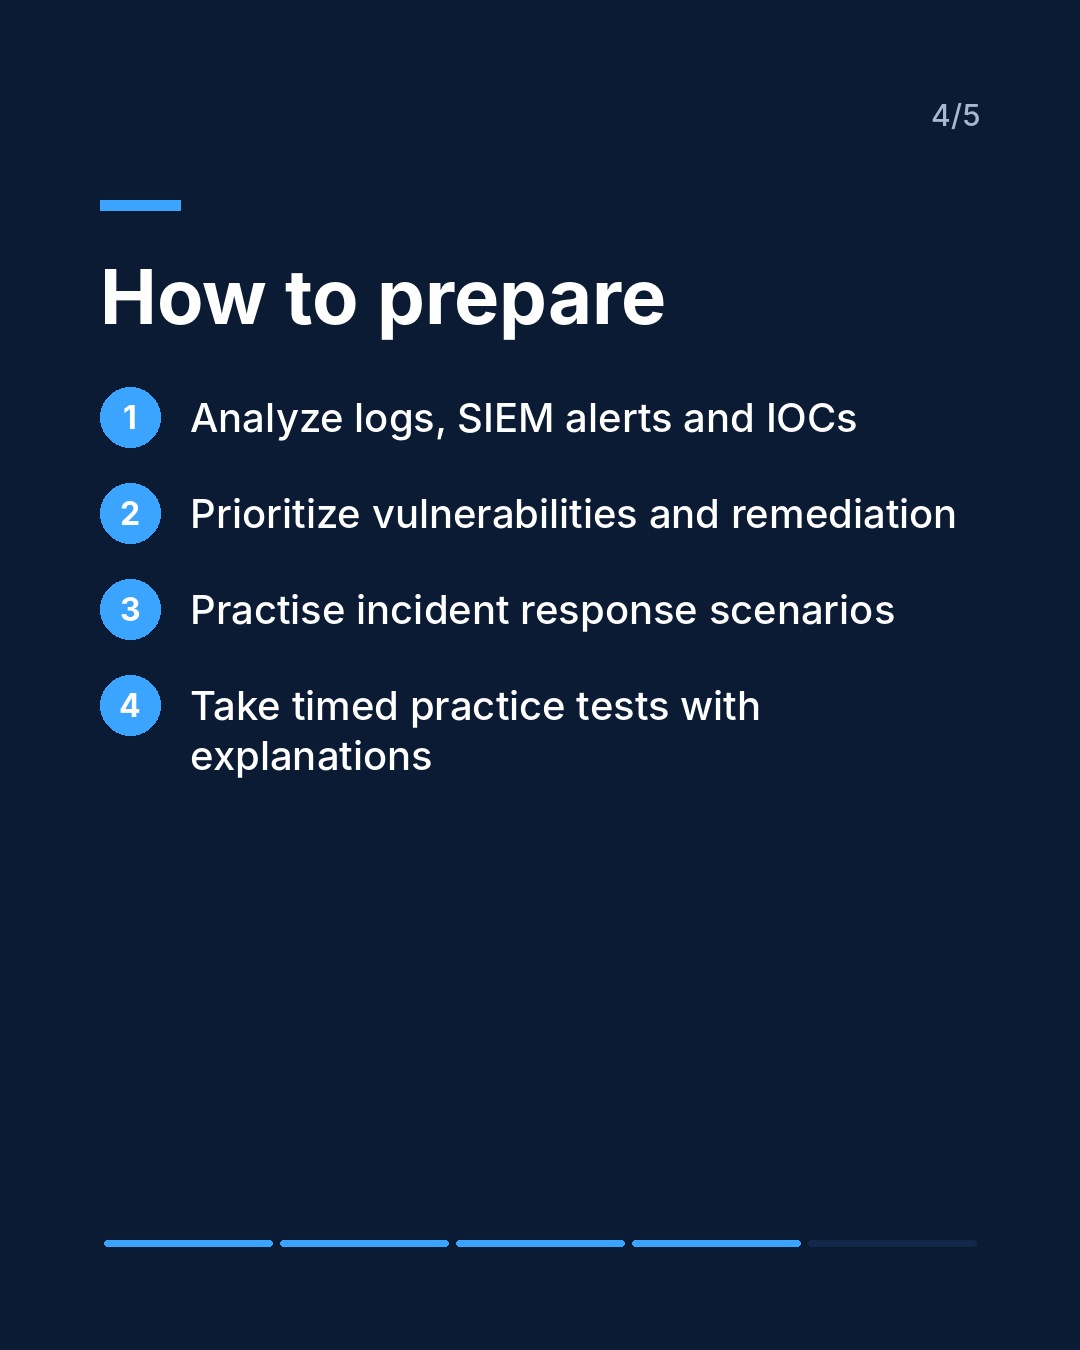 4/5
How to prepare
1 Analyze logs, SIEM alerts and IOCs
2 Prioritize vulnerabilities and remediation
3 Practise incident response scenarios
4 Take timed practice tests with
explanations